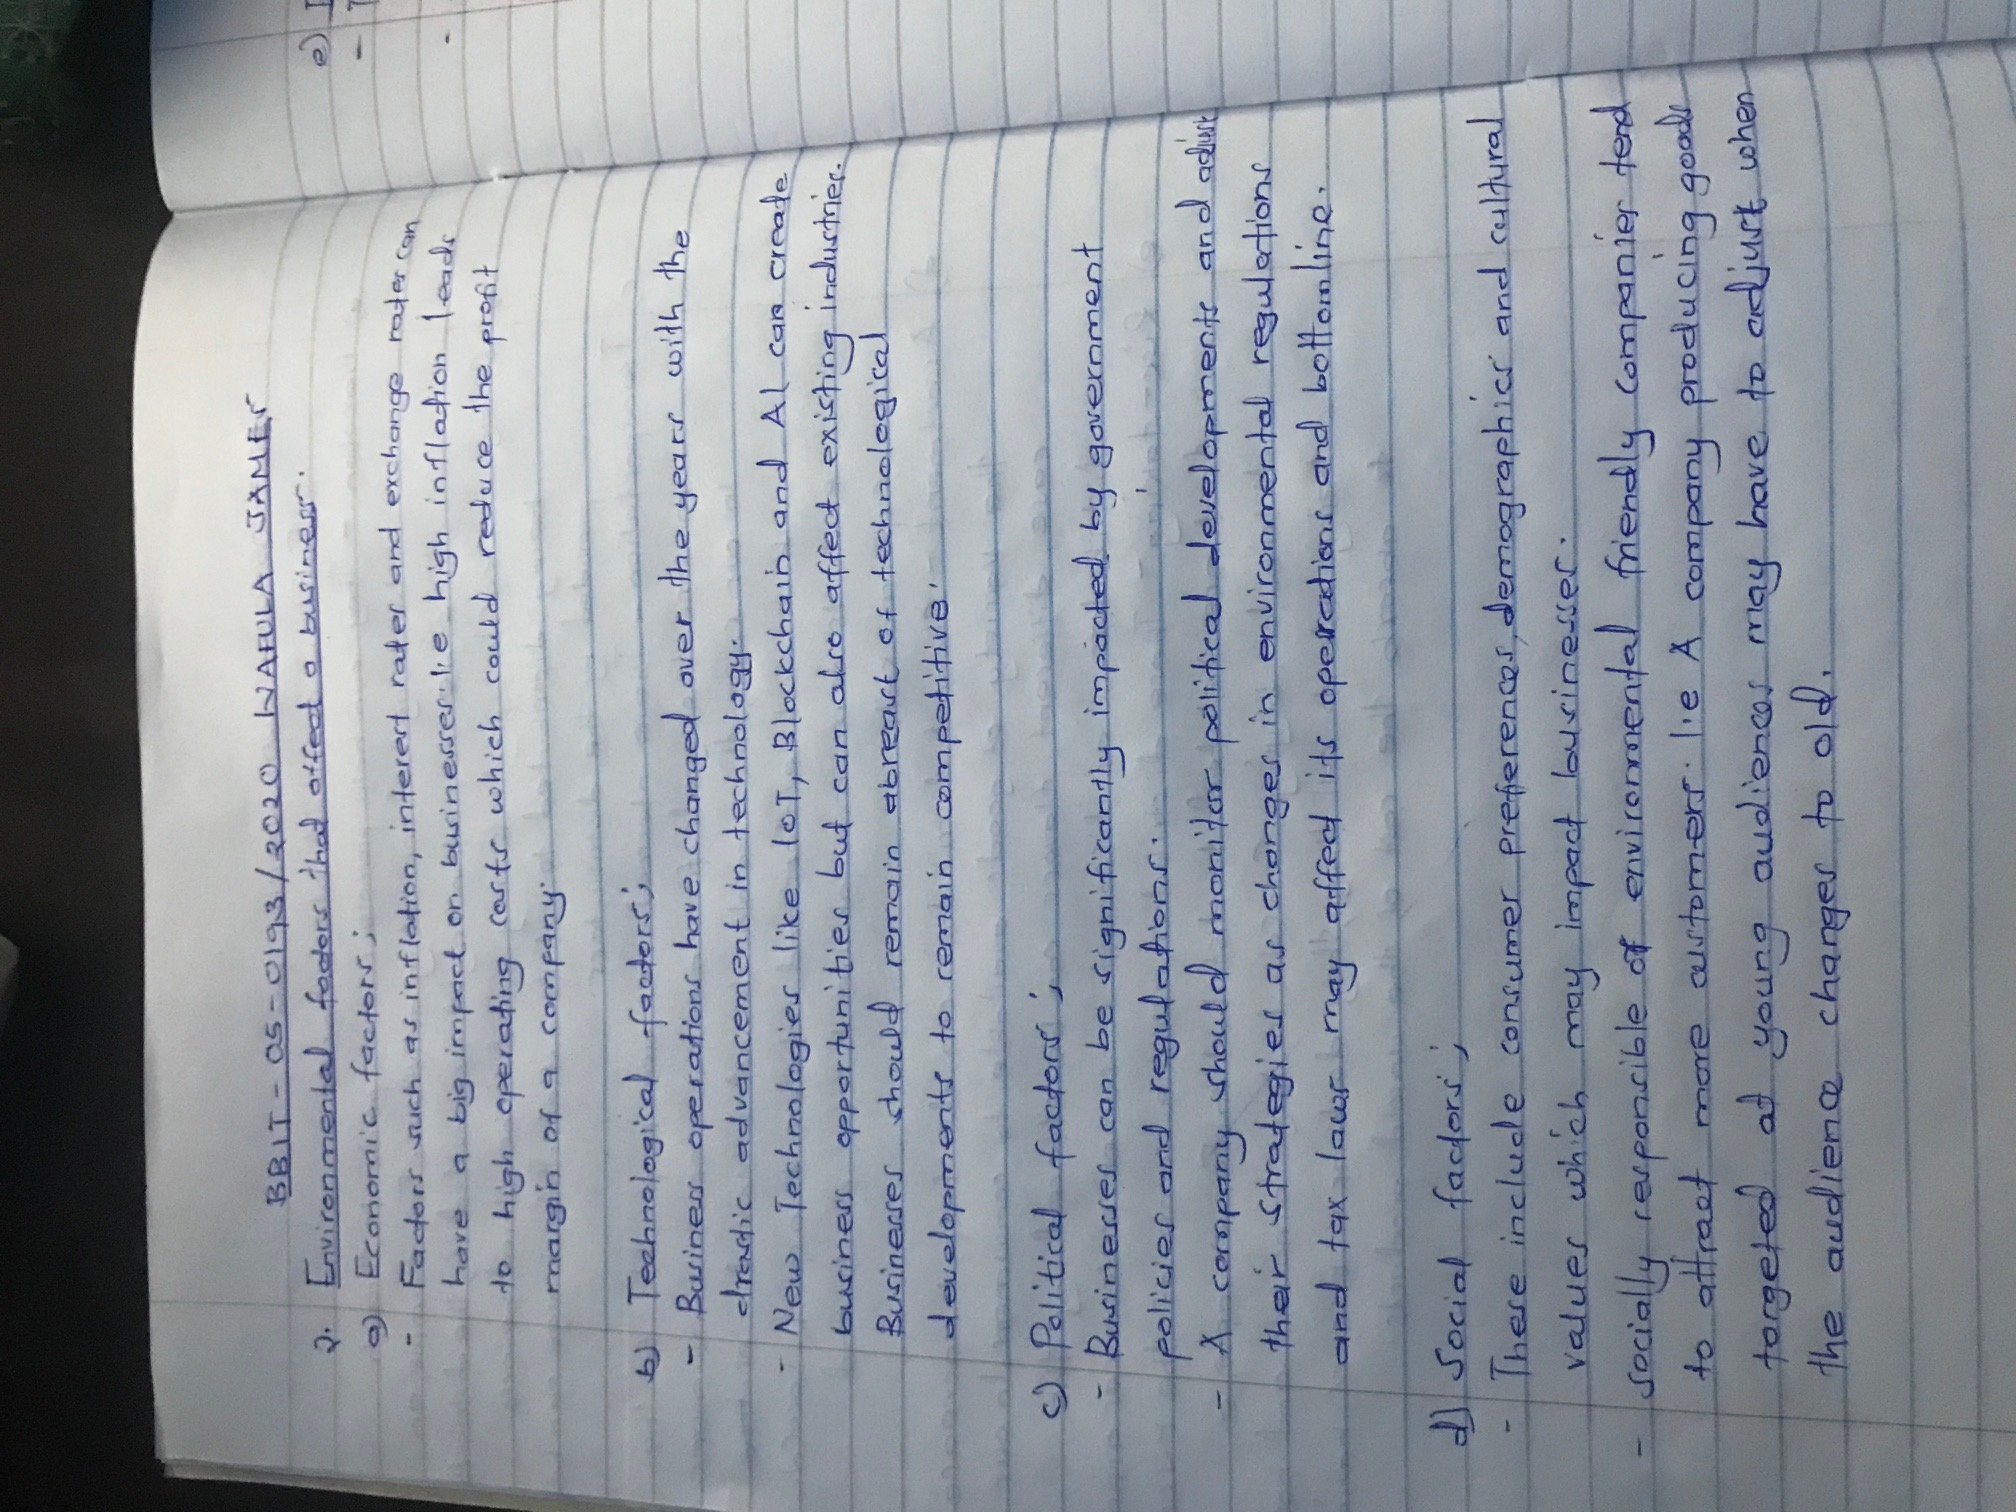 BBIT-05-0193/2020 WAFULA JAMES
2. Environmental factors that affect a business.
a) Economic factors;
- Factors such as inflation, interest rates and exchange rates can
have a big impact on businesses. I.e high inflation leads
to high operating costs which could reduce the profit
margin of a company.
b) Technological factors;
- Business operations have changed over the years with the
drastic advancement in technology.
- New Technologies like IoT, Blockchain and AI can create
business opportunities but can also affect existing industries.
Businesses should remain abreast of technological
developments to remain competitive.
c) Political factors;
- Businesses can be significantly impacted by government
policies and regulations.
- A company should monitor political developments and adjust
their strategies as changes in environmental regulations
and tax laws may affect its operations and bottomline.
d) Social factors;
- These include consumer preferences, demographics and cultural
values which may impact businesses.
- Socially responsible of environmental friendly companies tend
to attract more customers. I.e A company producing goods
targeted at young audiences may have to adjust when
the audience changes to old.
e)
-